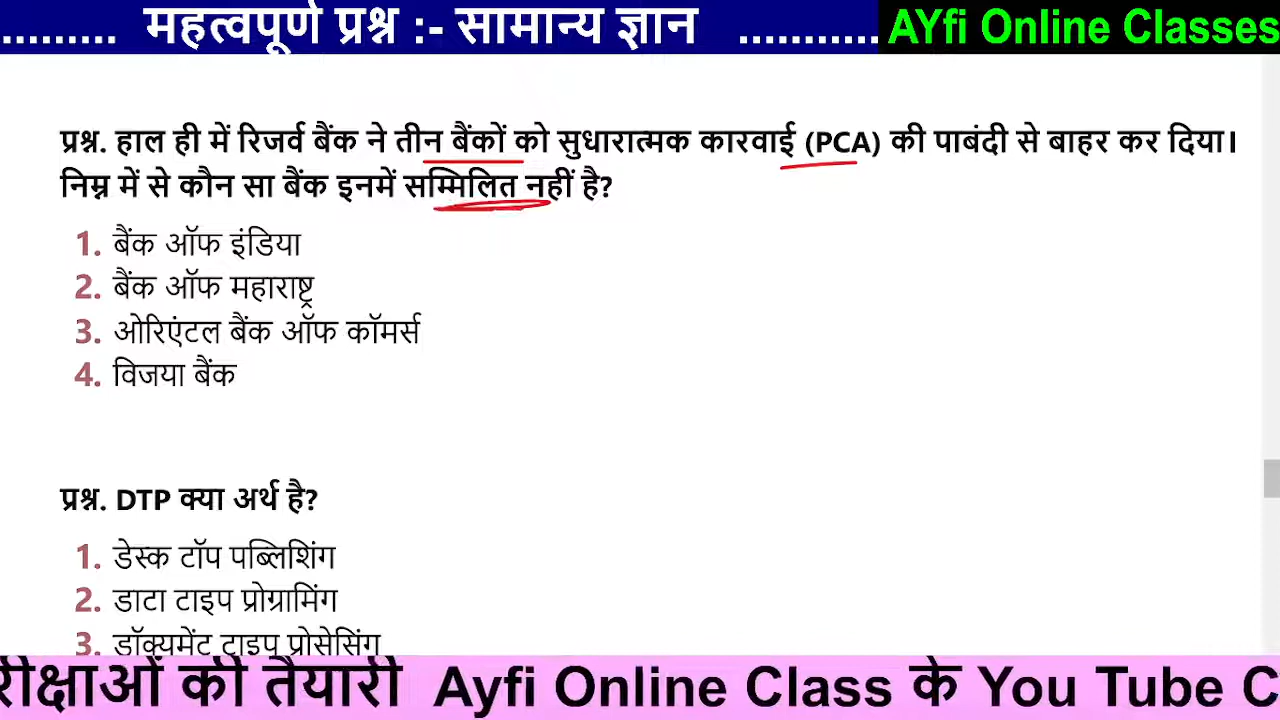 ......... महत्वपूर्ण प्रश्न :- सामान्य ज्ञान ........... AYfi Online Classes
प्रश्न. हाल ही में रिजर्व बैंक ने तीन बैंकों को सुधारात्मक कारवाई (PCA) की पाबंदी से बाहर कर दिया।
निम्न में से कौन सा बैंक इनमें सम्मिलित नहीं है?
1. बैंक ऑफ इंडिया
2. बैंक ऑफ महाराष्ट्र
3. ओरिएंटल बैंक ऑफ कॉमर्स
4. विजया बैंक
प्रश्न. DTP क्या अर्थ है?
1. डेस्क टॉप पब्लिशिंग
2. डाटा टाइप प्रोग्रामिंग
3. डॉक्यमेंट टाइप प्रोसेसिंग
रीक्षाओं की तैयारी Ayfi Online Class के You Tube C